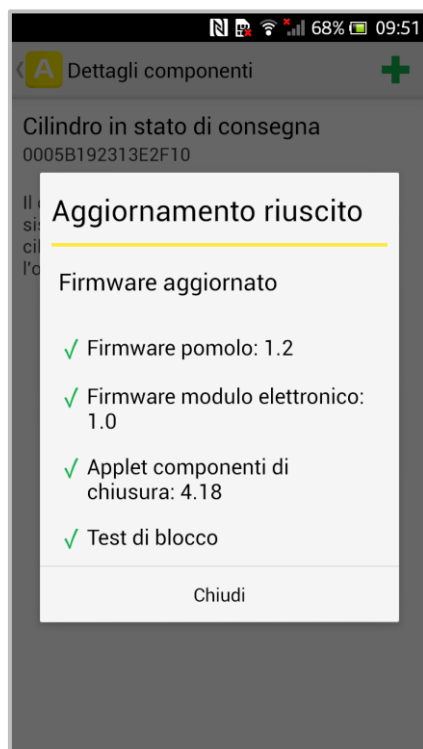 68% 09:51
A Dettagli componenti
Cilindro in stato di consegna
0005B192313E2F10
Il
si
cil
l'o
Aggiornamento riuscito
Firmware aggiornato
√ Firmware pomolo: 1.2
√ Firmware modulo elettronico:
1.0
√ Applet componenti di
chiusura: 4.18
√ Test di blocco
Chiudi